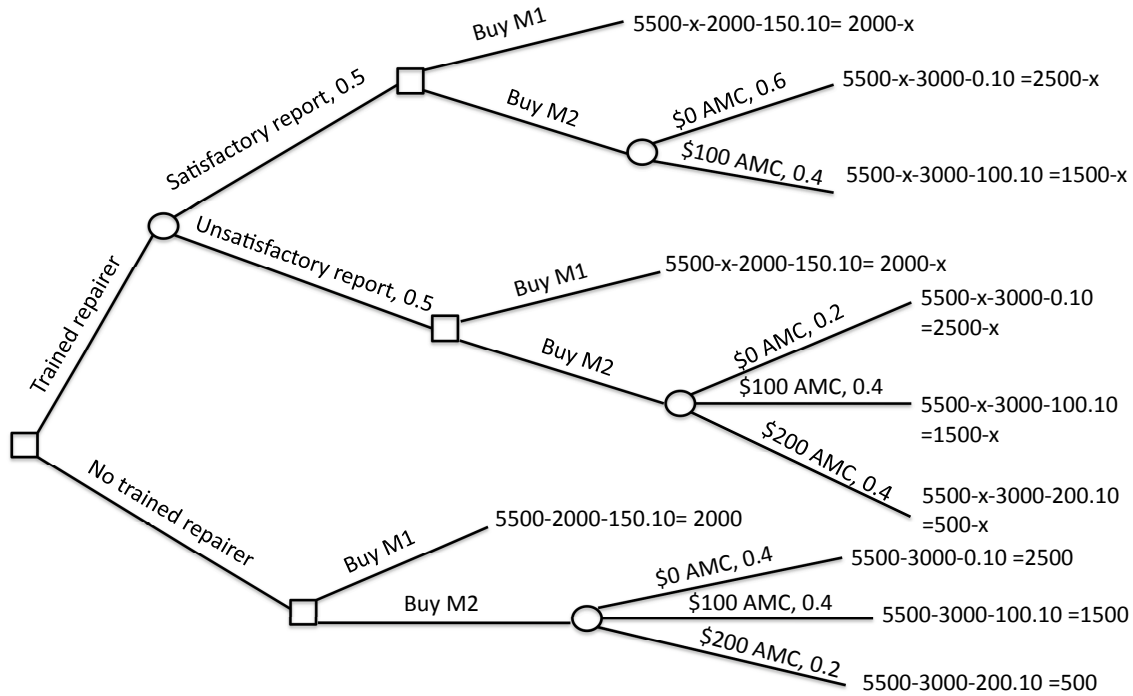 Buy M1
5500-x-2000-150.10= 2000-x
Satisfactory report, 0.5
Buy M2
$0 AMC, 0.6
5500-x-3000-0.10 =2500-x
$100 AMC, 0.4
5500-x-3000-100.10 =1500-x
Trained repairer
Unsatisfactory report, 0.5
Buy M1
5500-x-2000-150.10= 2000-x
Buy M2
$0 AMC, 0.2
5500-x-3000-0.10
=2500-x
$100 AMC, 0.4
5500-x-3000-100.10
=1500-x
$200 AMC, 0.4
5500-x-3000-200.10
=500-x
No trained repairer
Buy M1
5500-2000-150.10= 2000
Buy M2
$0 AMC, 0.4
5500-3000-0.10 =2500
$100 AMC, 0.4
5500-3000-100.10 =1500
$200 AMC, 0.2
5500-3000-200.10 =500